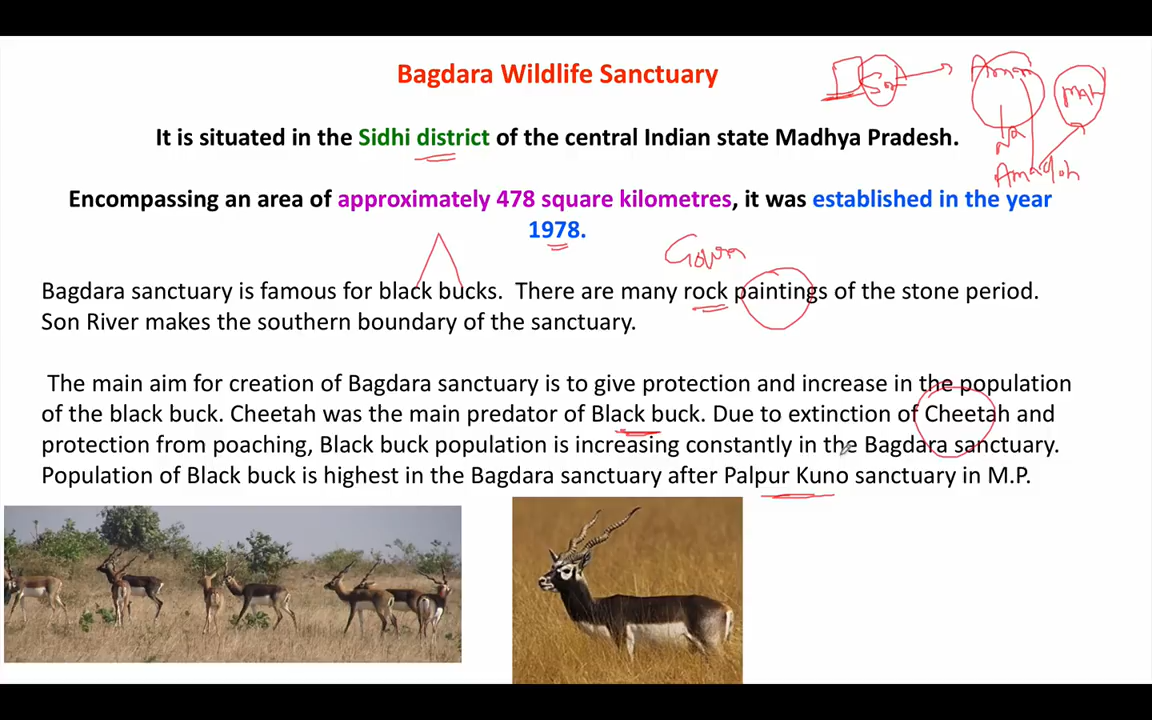 Bagdara Wildlife Sanctuary
Son
Mah
It is situated in the Sidhi district of the central Indian state Madhya Pradesh.
Encompassing an area of approximately 478 square kilometres, it was established in the year
1978.
Bagdara sanctuary is famous for black bucks. There are many rock paintings of the stone period.
Son River makes the southern boundary of the sanctuary.
The main aim for creation of Bagdara sanctuary is to give protection and increase in the population
of the black buck. Cheetah was the main predator of Black buck. Due to extinction of Cheetah and
protection from poaching, Black buck population is increasing constantly in the Bagdara sanctuary.
Population of Black buck is highest in the Bagdara sanctuary after Palpur Kuno sanctuary in M.P.